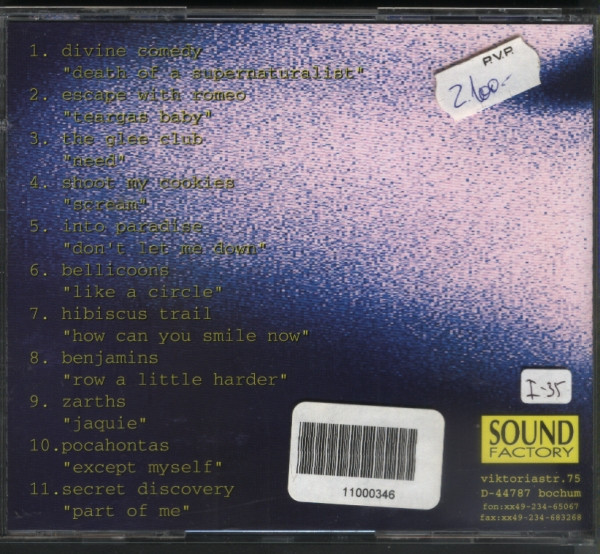 1. divine comedy
"death of a supernaturalist"
2. escape with romeo
"teargas baby"
3. the glee club
"need"
4. shoot my cookies
"scream"
5. into paradise
"don't let me down"
6. bellicoons
"like a circle"
7. hibiscus trail
"how can you smile now"
8. benjamins
"row a little harder"
9. zarths
"jaquie"
10.pocahontas
"except myself"
11.secret discovery
"part of me"
P.V.P.
2.100.-
I-35
11000346
SOUND
FACTORY
viktoriastr.75
D-44787 bochum
fon:xx49-234-65067
fax:xx49-234-683268